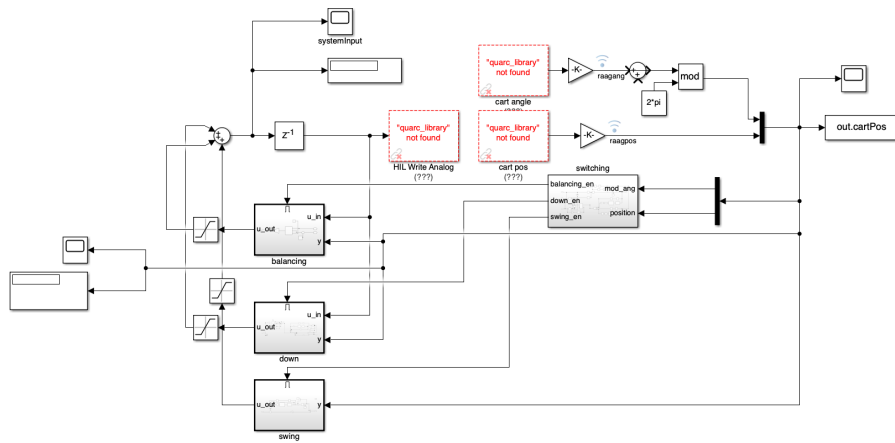 systemInput
"quarc_library"
not found
cart angle
(???)
-K-
raagang
+
+
mod
2*pi
out.cartPos
+
+
+
z-1
"quarc_library"
not found
HIL Write Analog
(???)
"quarc_library"
not found
cart pos
(???)
-K-
raagpos
switching
balancing_en
down_en
swing_en
mod_ang
position
u_out
u_in
y
balancing
u_out
u_in
y
down
u_out
y
swing